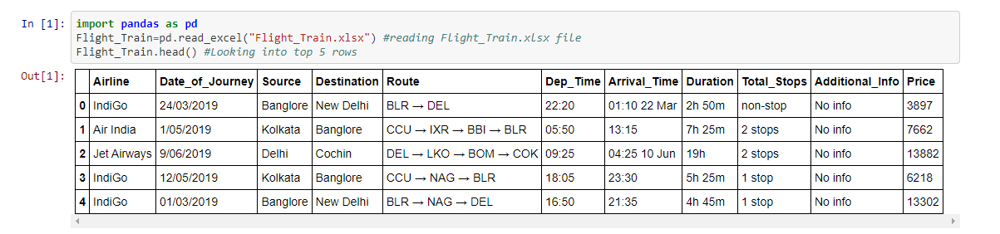 In [1]: import pandas as pd
Flight_Train=pd.read_excel("Flight_Train.xlsx") #reading Flight_Train.xlsx file
Flight_Train.head() #Looking into top 5 rows
Out[1]:
Airline Date_of_Journey Source Destination Route Dep_Time Arrival_Time Duration Total_Stops Additional_Info Price
0 IndiGo 24/03/2019 Banglore New Delhi BLR → DEL 22:20 01:10 22 Mar 2h 50m non-stop No info 3897
1 Air India 1/05/2019 Kolkata Banglore CCU → IXR → BBI → BLR 05:50 13:15 7h 25m 2 stops No info 7662
2 Jet Airways 9/06/2019 Delhi Cochin DEL → LKO → BOM → COK 09:25 04:25 10 Jun 19h 2 stops No info 13882
3 IndiGo 12/05/2019 Kolkata Banglore CCU → NAG → BLR 18:05 23:30 5h 25m 1 stop No info 6218
4 IndiGo 01/03/2019 Banglore New Delhi BLR → NAG → DEL 16:50 21:35 4h 45m 1 stop No info 13302